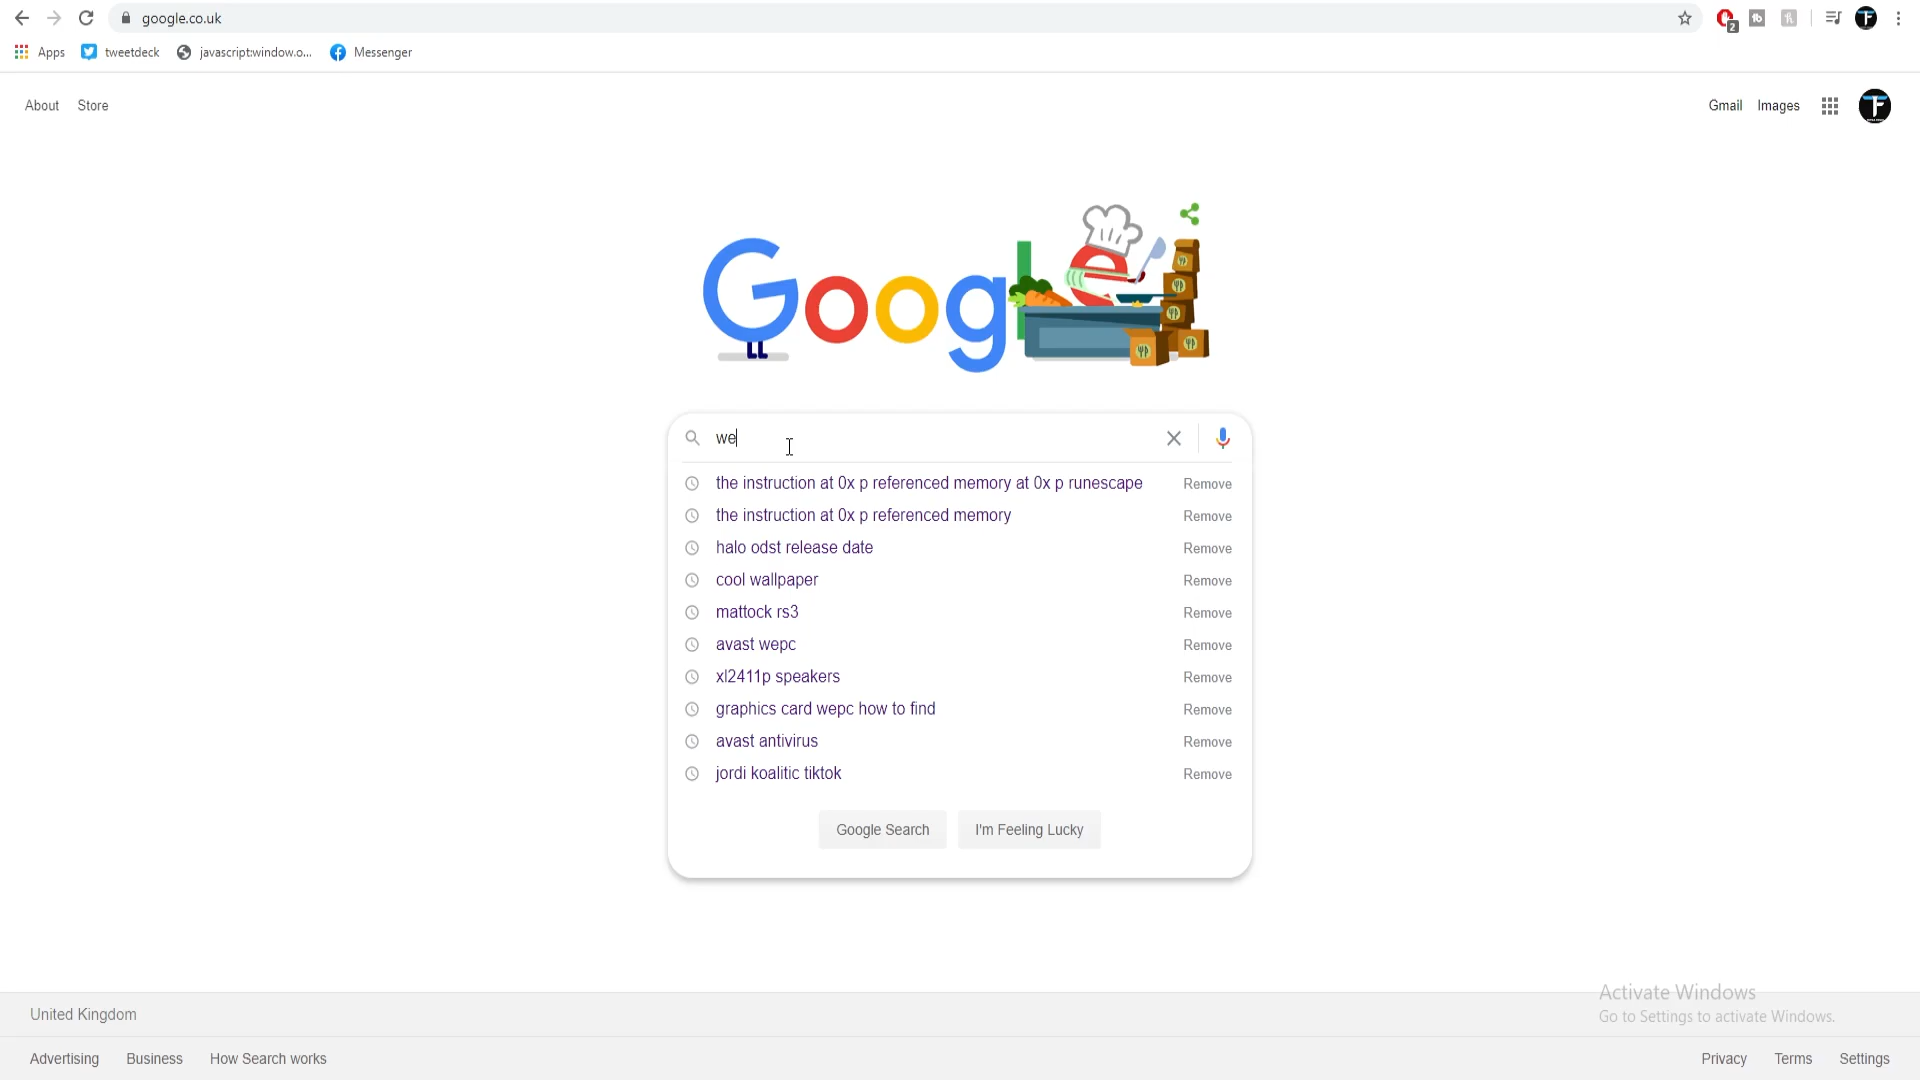 google.co.uk
2
Apps tweetdeck javascript:window.o... Messenger
About Store Gmail Images
Google
we
the instruction at 0x p referenced memory at 0x p runescape Remove
the instruction at 0x p referenced memory Remove
halo odst release date Remove
cool wallpaper Remove
mattock rs3 Remove
avast wepc Remove
xl2411p speakers Remove
graphics card wepc how to find Remove
avast antivirus Remove
jordi koalitic tiktok Remove
Google Search I'm Feeling Lucky
Activate Windows
Go to Settings to activate Windows.
United Kingdom
Advertising Business How Search works Privacy Terms Settings